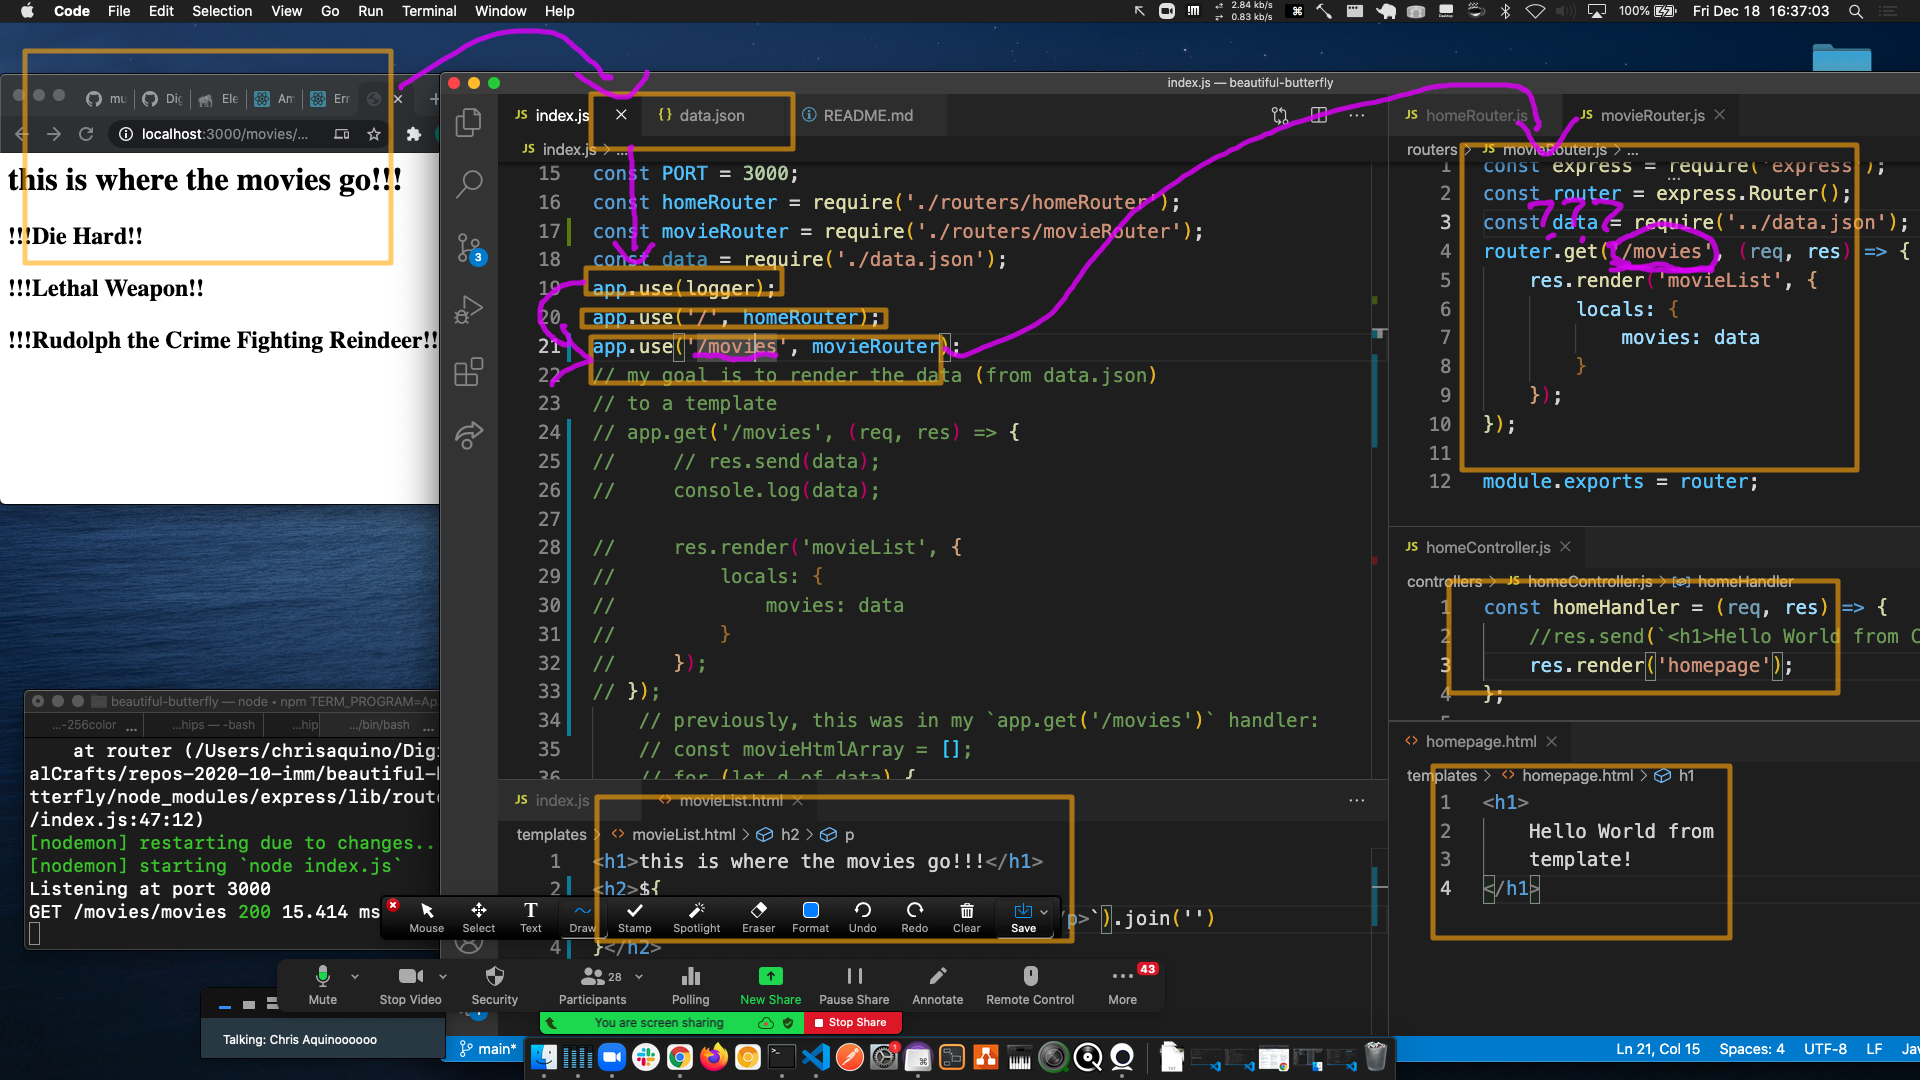 Code File Edit Selection View Go Run Terminal Window Help
2.84 kb/s
0.83 kb/s
100% Fri Dec 18 16:37:03
index.js — beautiful-butterfly
mu Dig Ele An Err
localhost:3000/movies/...
this is where the movies go!!!
!!!Die Hard!!
!!!Lethal Weapon!!
!!!Rudolph the Crime Fighting Reindeer!!
JS index.js
{} data.json
README.md
JS index.js > ...
15 const PORT = 3000;
16 const homeRouter = require('./routers/homeRouter');
17 const movieRouter = require('./routers/movieRouter');
18 const data = require('./data.json');
19 app.use(logger);
20 app.use('/', homeRouter);
21 app.use('/movies', movieRouter);
22 // my goal is to render the data (from data.json)
23 // to a template
24 // app.get('/movies', (req, res) => {
25 //     // res.send(data);
26 //     console.log(data);
27
28 //     res.render('movieList', {
29 //         locals: {
30 //             movies: data
31 //         }
32 //     });
33 // });
34 // previously, this was in my `app.get('/movies')` handler:
35 // const movieHtmlArray = [];
36 // for (let d of data) {
3
JS homeRouter.js
JS movieRouter.js
routers > JS movieRouter.js > ...
1 const express = require('express');
2 const router = express.Router();
3 const data = require('../data.json');
???
4 router.get('/movies', (req, res) => {
5 res.render('movieList', {
6 locals: {
7 movies: data
8 }
9 });
10 });
11
12 module.exports = router;
JS homeController.js
controllers > JS homeController.js > homeHandler
1 const homeHandler = (req, res) => {
2 //res.send(`<h1>Hello World from C
3 res.render('homepage');
4 };
homepage.html
templates > homepage.html > h1
1 <h1>
2 Hello World from
3 template!
4 </h1>
JS index.js
movieList.html
templates > movieList.html > h2 > p
1 <h1>this is where the movies go!!!</h1>
2 <h2>${
/p>`).join('')
4 }</h2>
beautiful-butterfly — node • npm TERM_PROGRAM=Ap
...-256color ... ...hips — -bash ...hip .../bin/bash ...
at router (/Users/chrisaquino/Digi
alCrafts/repos-2020-10-imm/beautiful-b
tterfly/node_modules/express/lib/route
/index.js:47:12)
[nodemon] restarting due to changes..
[nodemon] starting `node index.js`
Listening at port 3000
GET /movies/movies 200 15.414 ms
Mouse Select Text Draw Stamp Spotlight Eraser Format Undo Redo Clear Save
28
43
Mute Stop Video Security Participants Polling New Share Pause Share Annotate Remote Control More
You are screen sharing
Stop Share
Talking: Chris Aquinoooooo
main*
Ln 21, Col 15 Spaces: 4 UTF-8 LF Jav